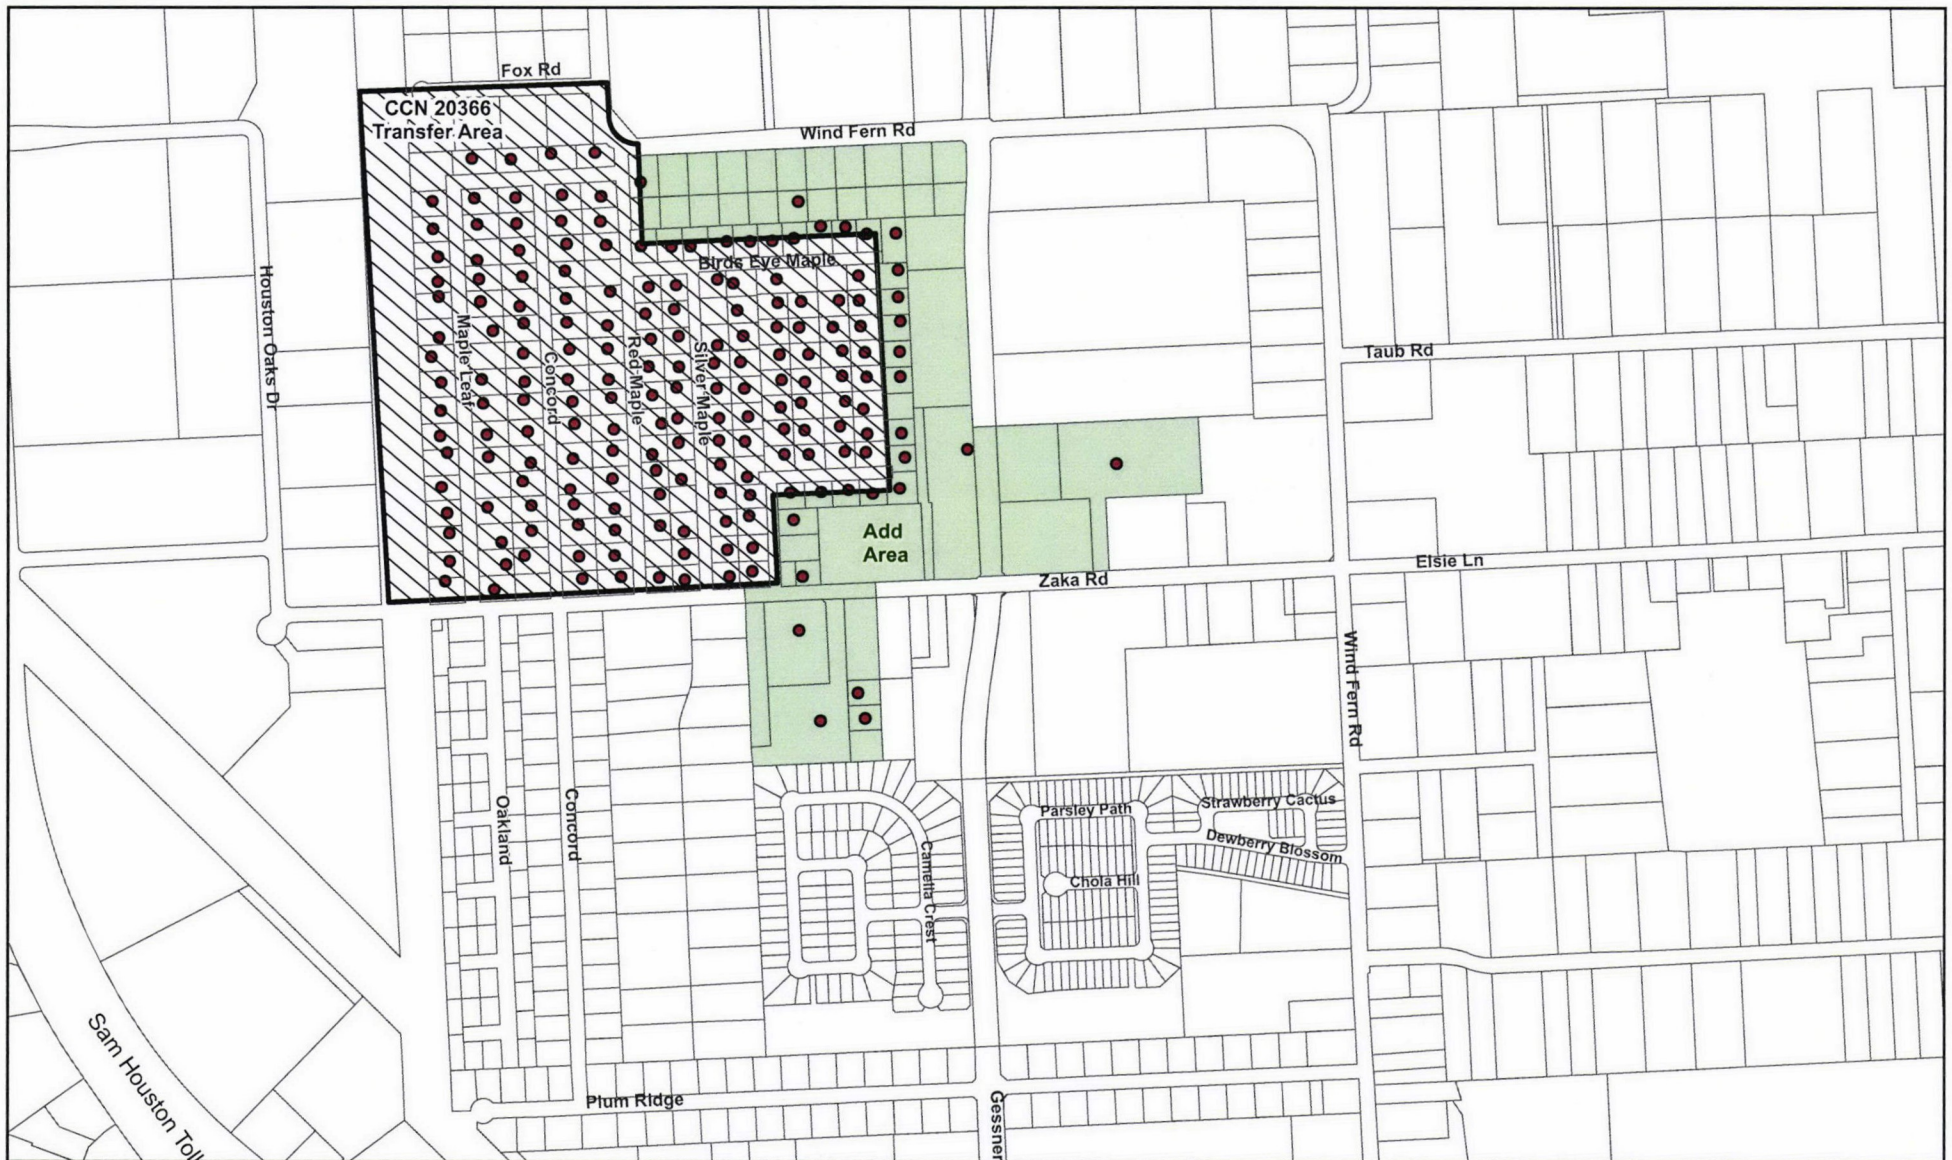 Fox Rd
CCN 20366
Transfer Area
Wind Fern Rd
Birds Eye Maple
Houston Oaks Dr
Maple Leaf
Concord
Red Maple
Silver Maple
Taub Rd
Add
Area
Zaka Rd
Elsie Ln
Wind Fern Rd
Oakland
Concord
Parsley Path
Strawberry Cactus
Dewberry Blossom
Camella Crest
Chola Hill
Sam Houston Toll
Plum Ridge
Gessner